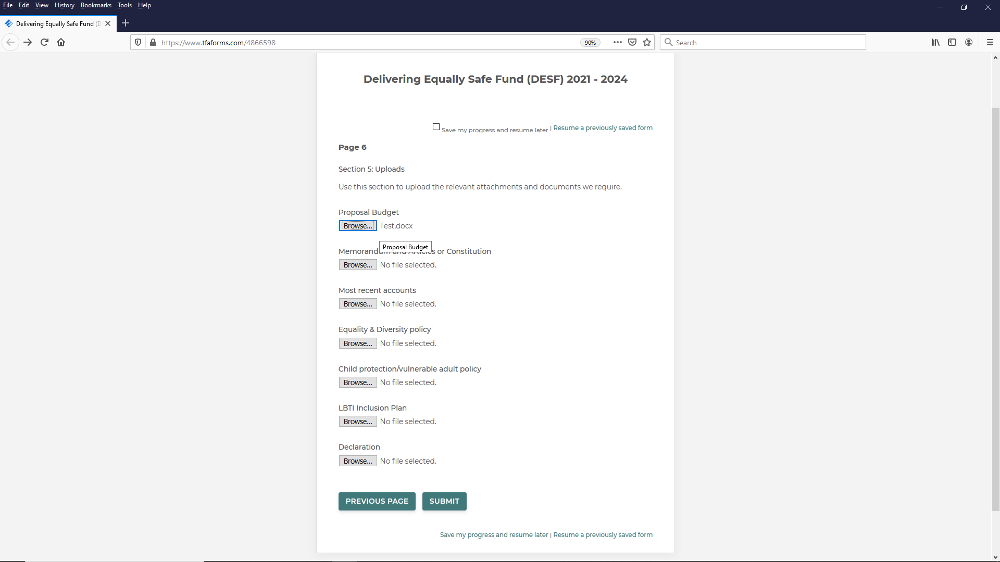 File Edit View History Bookmarks Tools Help
Delivering Equally Safe Fund (D
https://www.tfaforms.com/4866598
90%
Search
Delivering Equally Safe Fund (DESF) 2021 - 2024
Save my progress and resume later | Resume a previously saved form
Page 6
Section 5: Uploads
Use this section to upload the relevant attachments and documents we require.
Proposal Budget
Browse... Test.docx
Proposal Budget
Memorandum and Articles or Constitution
Browse... No file selected.
Most recent accounts
Browse... No file selected.
Equality & Diversity policy
Browse... No file selected.
Child protection/vulnerable adult policy
Browse... No file selected.
LBTI Inclusion Plan
Browse... No file selected.
Declaration
Browse... No file selected.
PREVIOUS PAGE SUBMIT
Save my progress and resume later | Resume a previously saved form